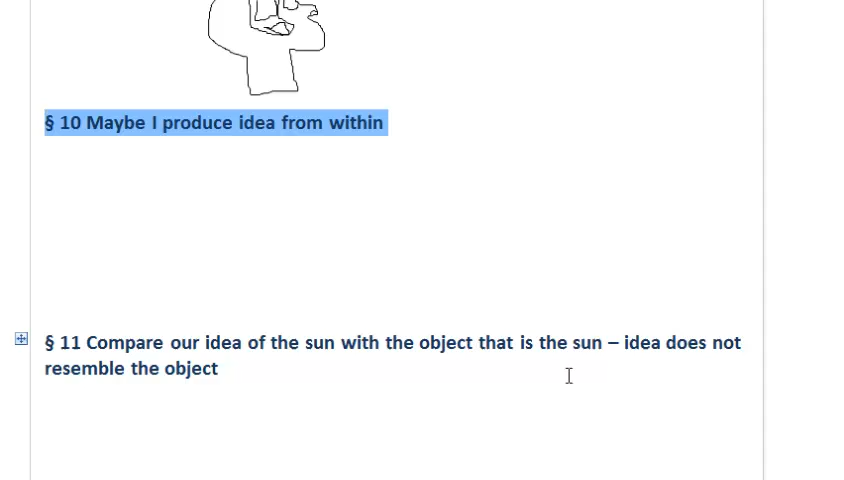 § 10 Maybe I produce idea from within
§ 11 Compare our idea of the sun with the object that is the sun – idea does not
resemble the object